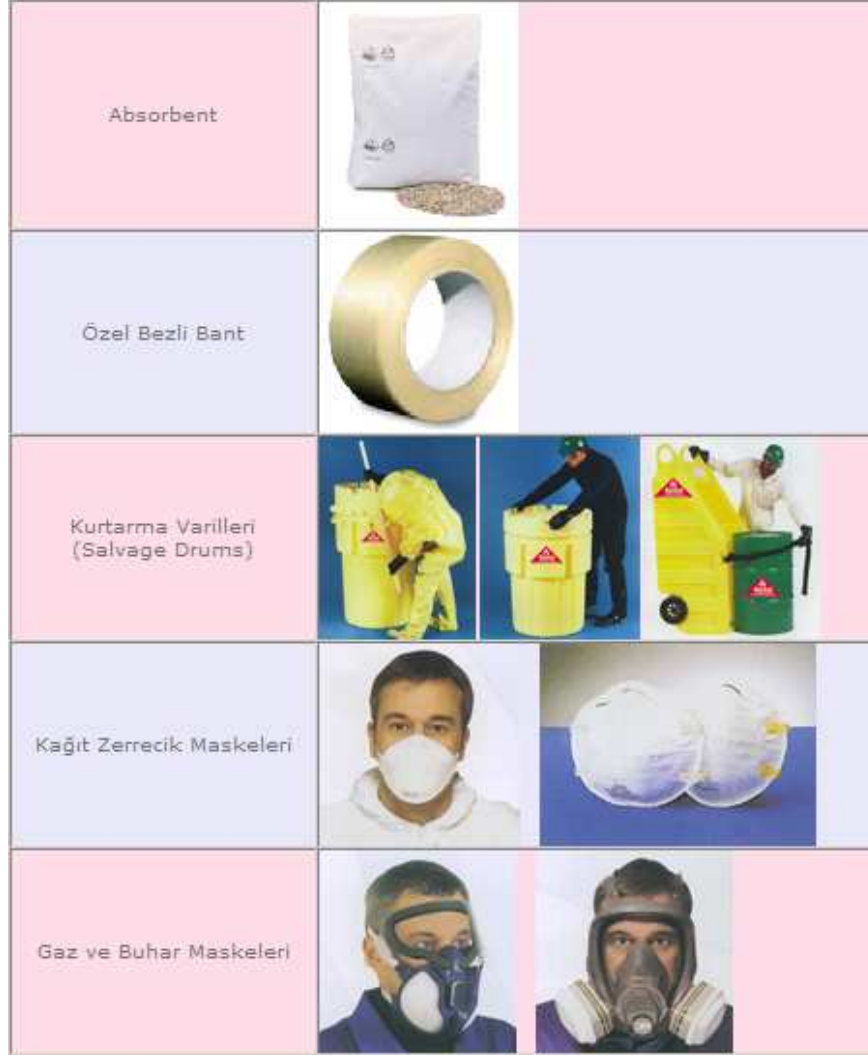 Absorbent
Özel Bezli Bant
Kurtarma Varilleri
(Salvage Drums)
Kağıt Zerrecik Maskeleri
Gaz ve Buhar Maskeleri